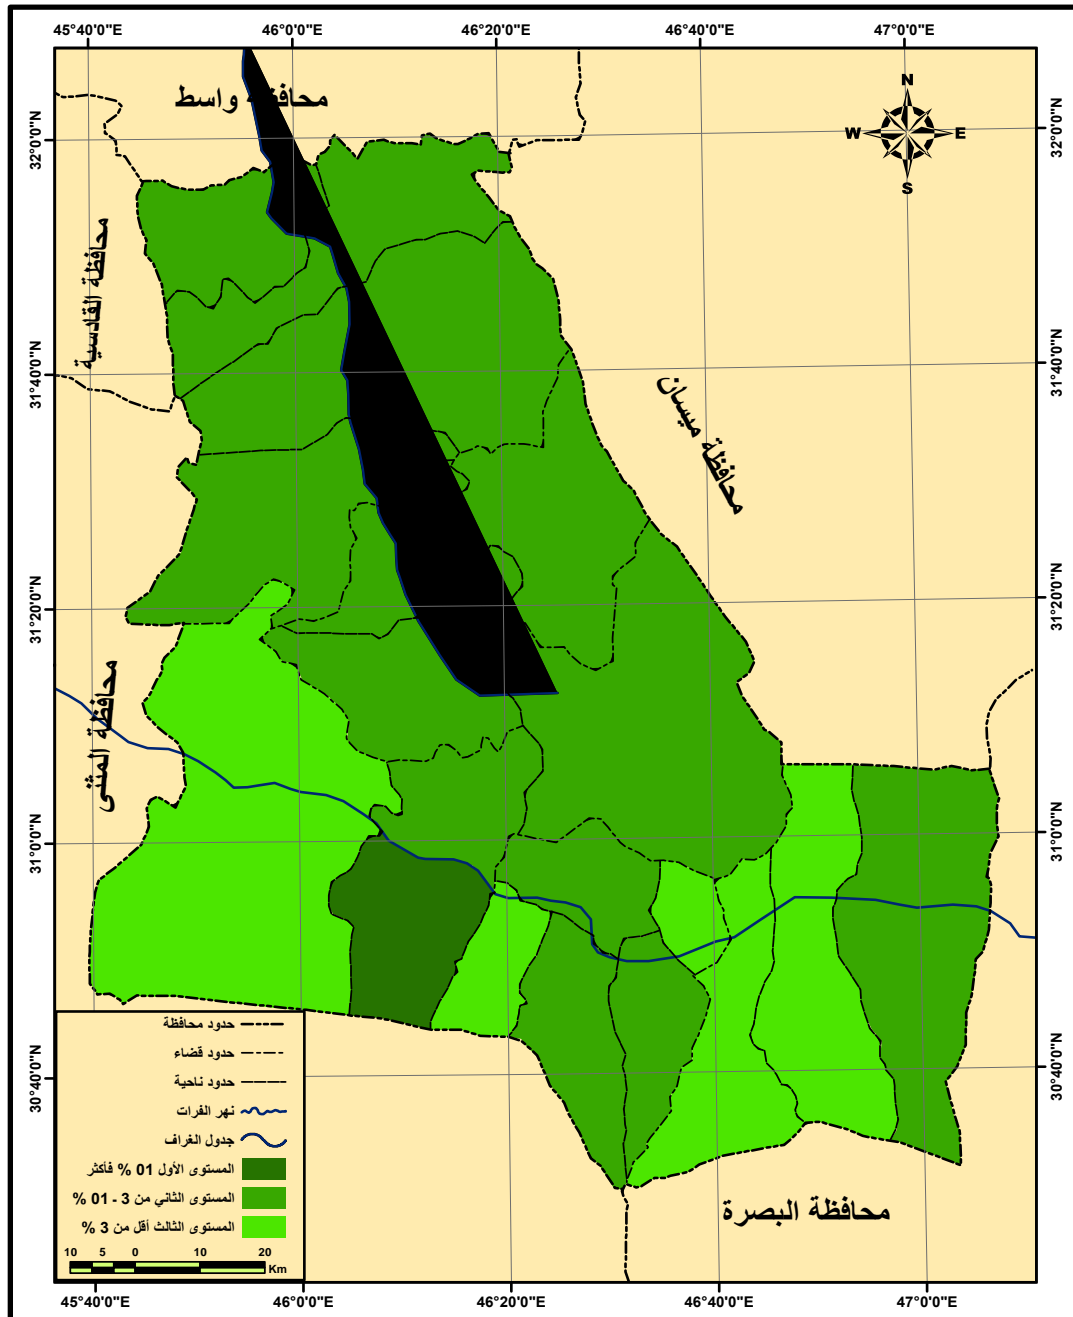 45°40'0"E 46°0'0"E 46°20'0"E 46°40'0"E 47°0'0"E
N
W E
S
محافظة واسط
32°0'0"N 32°0'0"N
محافظة القادسية
31°40'0"N 31°40'0"N
محافظة ميسان
31°20'0"N 31°20'0"N
محافظة المثنى
31°0'0"N 31°0'0"N
30°40'0"N 30°40'0"N
محافظة البصرة
حدود محافظة
حدود قضاء
حدود ناحية
نهر الفرات
جدول الغراف
المستوى الأول 01 % فأكثر
المستوى الثاني من 3 - 01 %
المستوى الثالث أقل من 3 %
10 5 0 10 20
Km
45°40'0"E 46°0'0"E 46°20'0"E 46°40'0"E 47°0'0"E